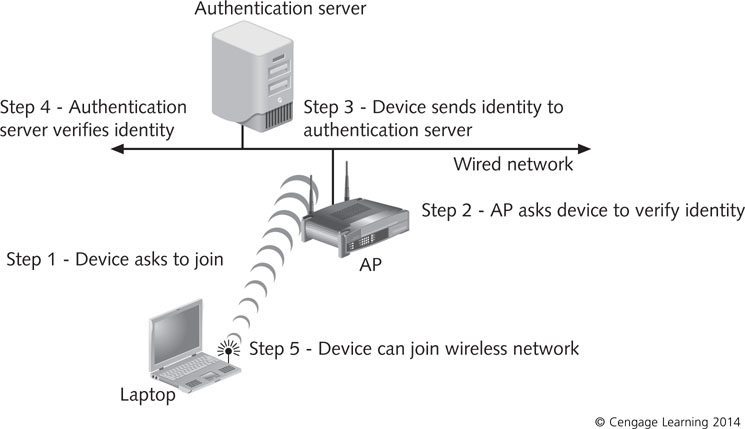 Authentication server
Step 4 - Authentication
server verifies identity
Step 3 - Device sends identity to
authentication server
Wired network
Step 2 - AP asks device to verify identity
AP
Step 1 - Device asks to join
Step 5 - Device can join wireless network
Laptop
© Cengage Learning 2014